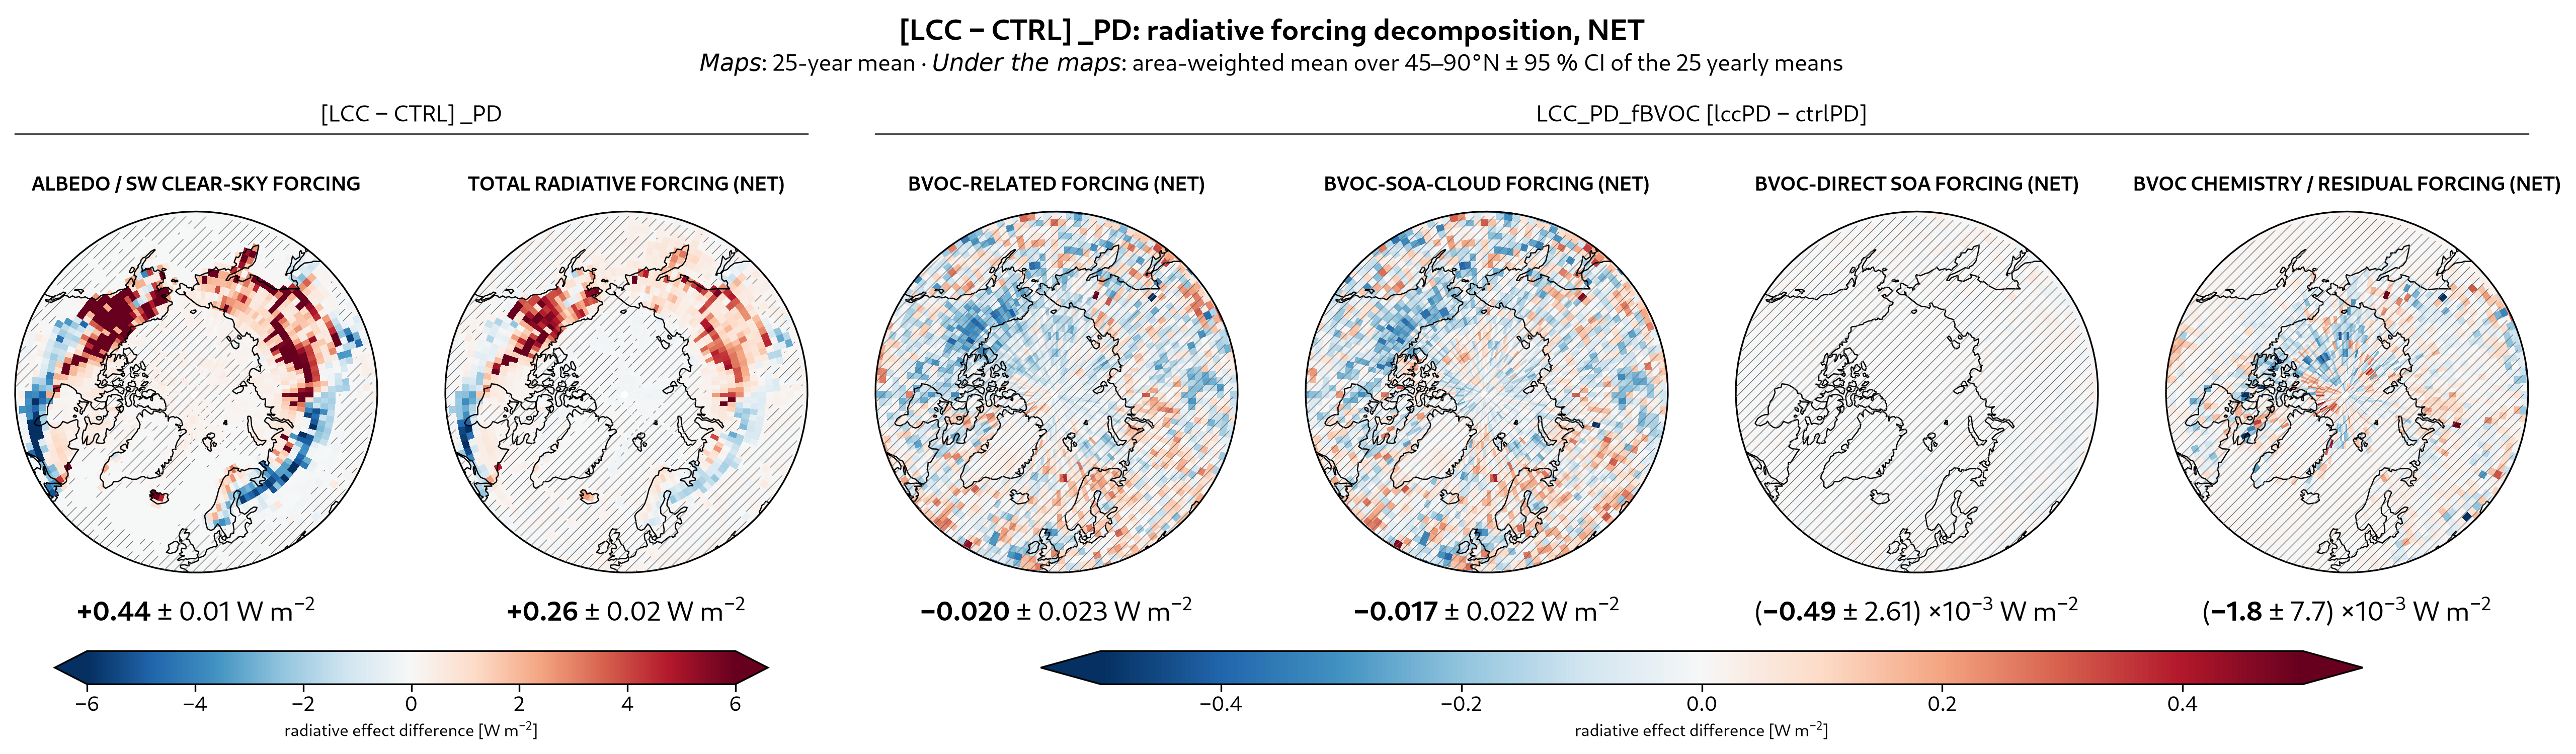 [LCC − CTRL] _PD: radiative forcing decomposition, NET
Maps: 25-year mean · Under the maps: area-weighted mean over 45–90°N ± 95 % CI of the 25 yearly means
[LCC − CTRL] _PD
LCC_PD_fBVOC [lccPD − ctrlPD]
ALBEDO / SW CLEAR-SKY FORCING
TOTAL RADIATIVE FORCING (NET)
BVOC-RELATED FORCING (NET)
BVOC-SOA-CLOUD FORCING (NET)
BVOC-DIRECT SOA FORCING (NET)
BVOC CHEMISTRY / RESIDUAL FORCING (NET)
+0.44 ± 0.01 W m⁻²
+0.26 ± 0.02 W m⁻²
−0.020 ± 0.023 W m⁻²
−0.017 ± 0.022 W m⁻²
(−0.49 ± 2.61) ×10⁻³ W m⁻²
(−1.8 ± 7.7) ×10⁻³ W m⁻²
−6 −4 −2 0 2 4 6
radiative effect difference [W m⁻²]
−0.4 −0.2 0.0 0.2 0.4
radiative effect difference [W m⁻²]